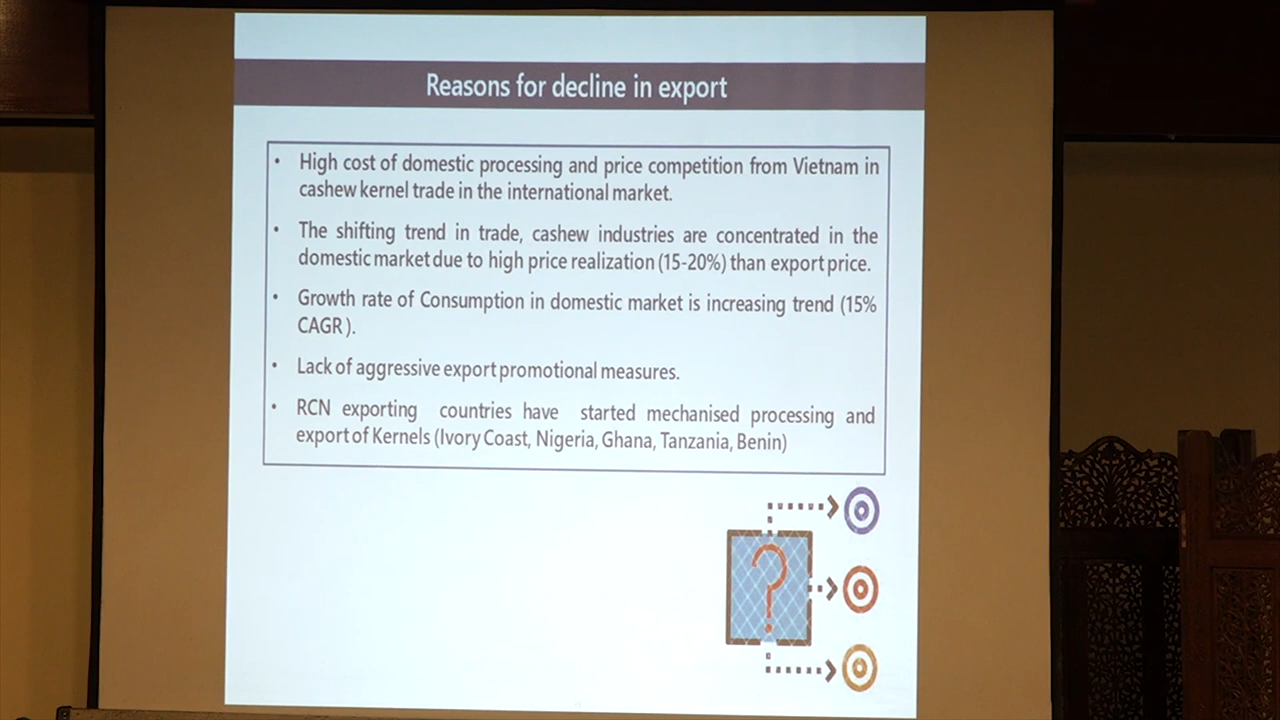 Reasons for decline in export
• High cost of domestic processing and price competition from Vietnam in
cashew kernel trade in the international market.
• The shifting trend in trade, cashew industries are concentrated in the
domestic market due to high price realization (15-20%) than export price.
• Growth rate of Consumption in domestic market is increasing trend (15%
CAGR ).
• Lack of aggressive export promotional measures.
• RCN exporting countries have started mechanised processing and
export of Kernels (Ivory Coast, Nigeria, Ghana, Tanzania, Benin)
?